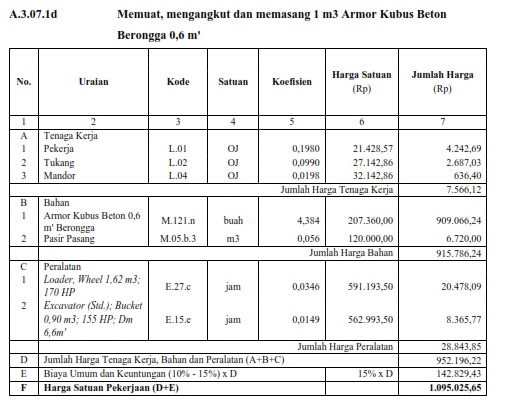 A.3.07.1d Memuat, mengangkut dan memasang 1 m3 Armor Kubus Beton
Berongga 0,6 m'
No. Uraian Kode Satuan Koefisien Harga Satuan (Rp) Jumlah Harga (Rp)
1 2 3 4 5 6 7
A Tenaga Kerja
1 Pekerja L.01 OJ 0,1980 21.428,57 4.242,69
2 Tukang L.02 OJ 0,0990 27.142,86 2.687,03
3 Mandor L.04 OJ 0,0198 32.142,86 636,40
Jumlah Harga Tenaga Kerja 7.566,12
B Bahan
1 Armor Kubus Beton 0,6
m' Berongga M.121.n buah 4,384 207.360,00 909.066,24
2 Pasir Pasang M.05.b.3 m3 0,056 120.000,00 6.720,00
Jumlah Harga Bahan 915.786,24
C Peralatan
1 Loader, Wheel 1,62 m3;
170 HP E.27.c jam 0,0346 591.193,50 20.478,09
2 Excavator (Std.); Bucket
0,90 m3; 155 HP; Dm
6,6m' E.15.e jam 0,0149 562.993,50 8.365,77
Jumlah Harga Peralatan 28.843,85
D Jumlah Harga Tenaga Kerja, Bahan dan Peralatan (A+B+C) 952.196,22
E Biaya Umum dan Keuntungan (10% - 15%) x D 15% x D 142.829,43
F Harga Satuan Pekerjaan (D+E) 1.095.025,65